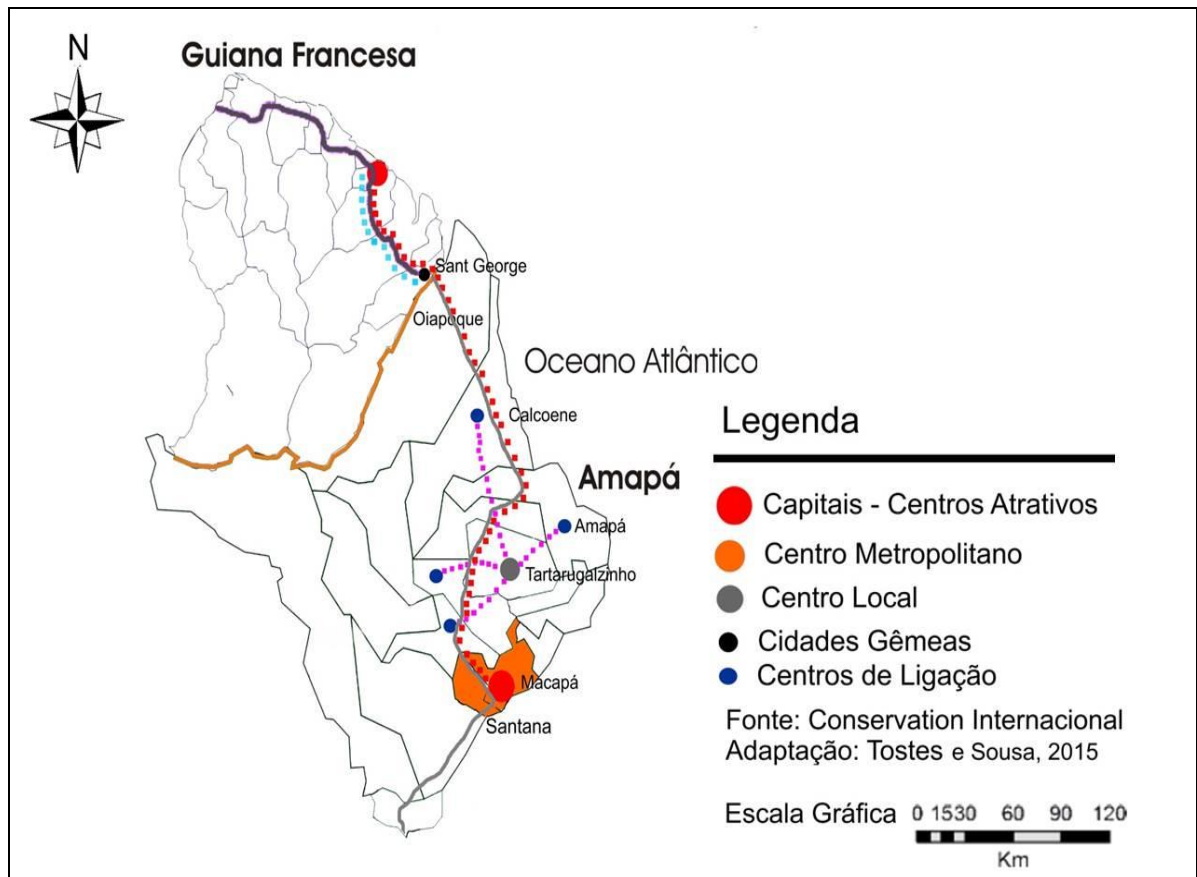 N
Guiana Francesa
Sant George
Oiapoque
Oceano Atlântico
Calcoene
Amapá
Amapá
Tartarugalzinho
Macapá
Santana
Legenda
Capitais - Centros Atrativos
Centro Metropolitano
Centro Local
Cidades Gêmeas
Centros de Ligação
Fonte: Conservation Internacional
Adaptação: Tostes e Sousa, 2015
Escala Gráfica 0 15 30 60 90 120
Km